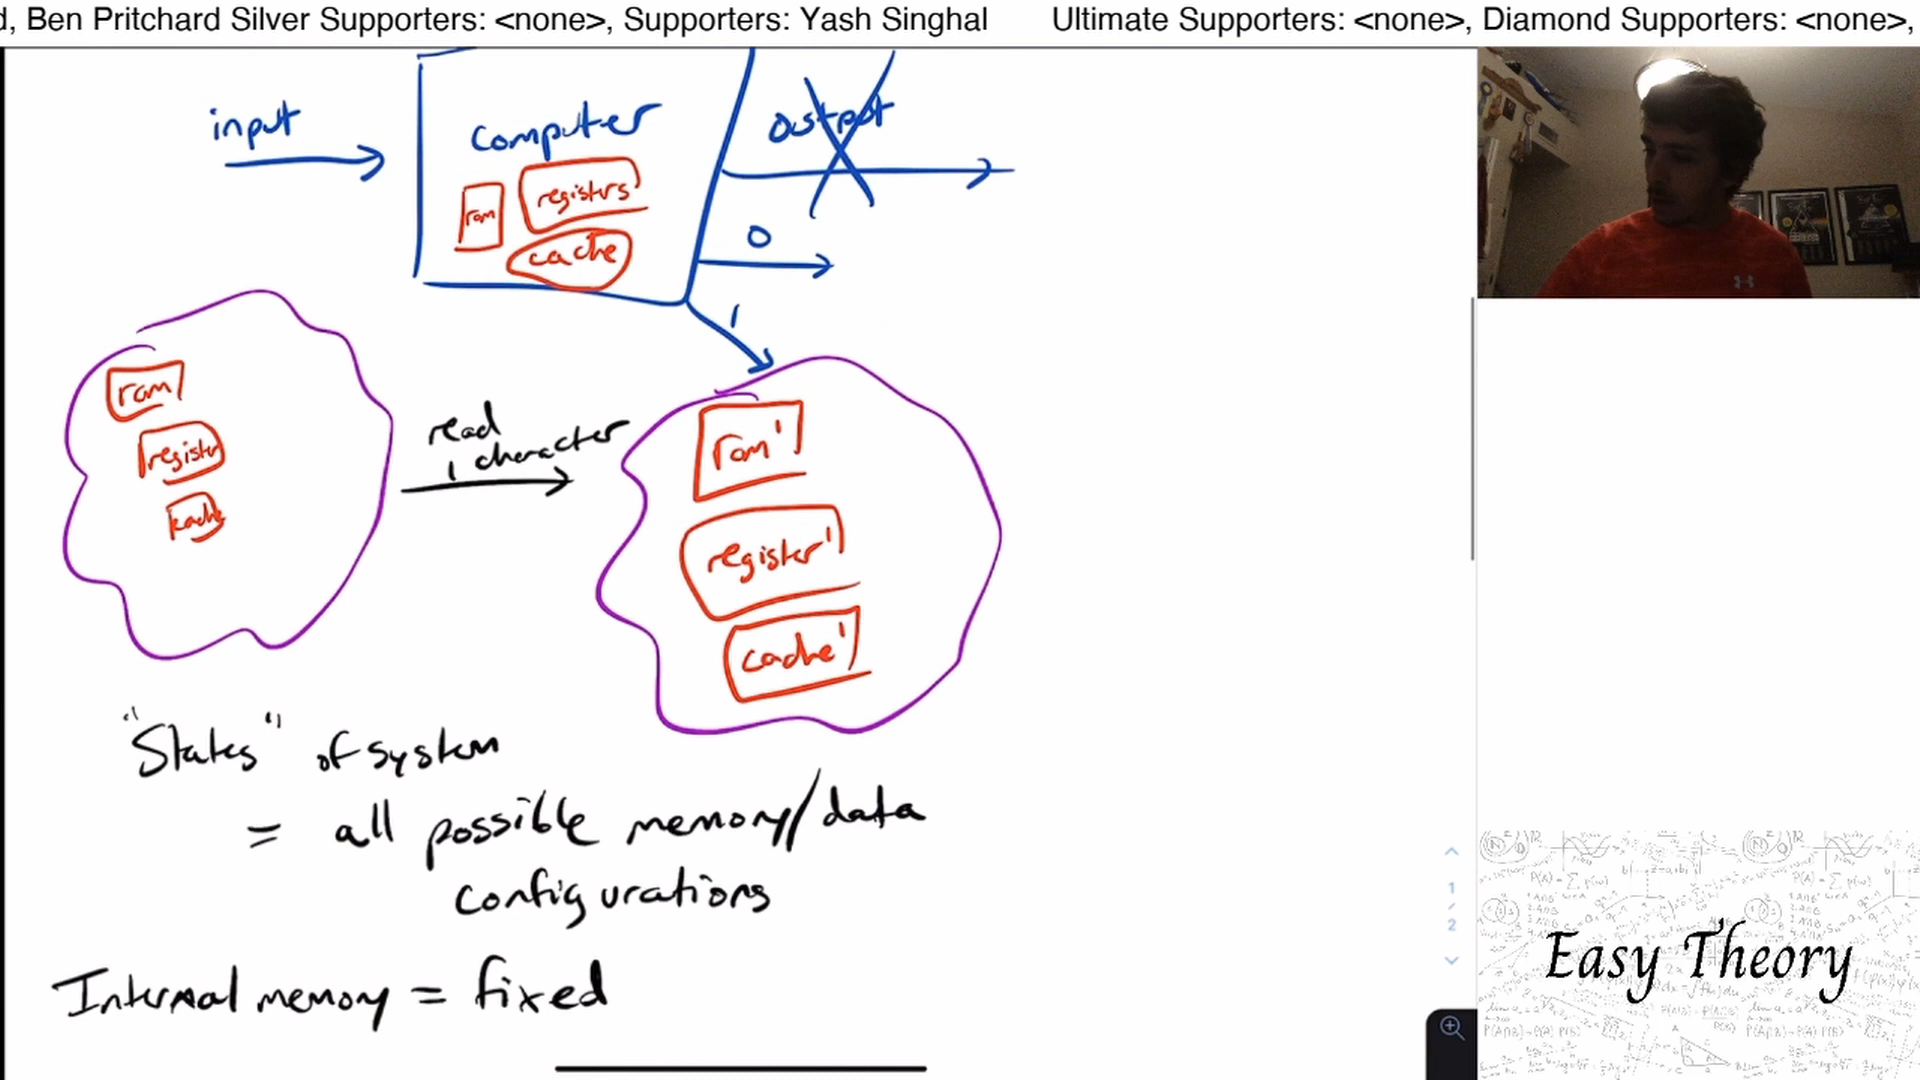 d, Ben Pritchard Silver Supporters: <none>, Supporters: Yash Singhal Ultimate Supporters: <none>, Diamond Supporters: <none>,
input
Computer
output
ram
registers
cache
0
1
ram
register
cache
read
1 character
ram'
register'
cache'
"States" of system
= all possible memory/data
configurations
Internal memory = fixed
1
2
Easy Theory